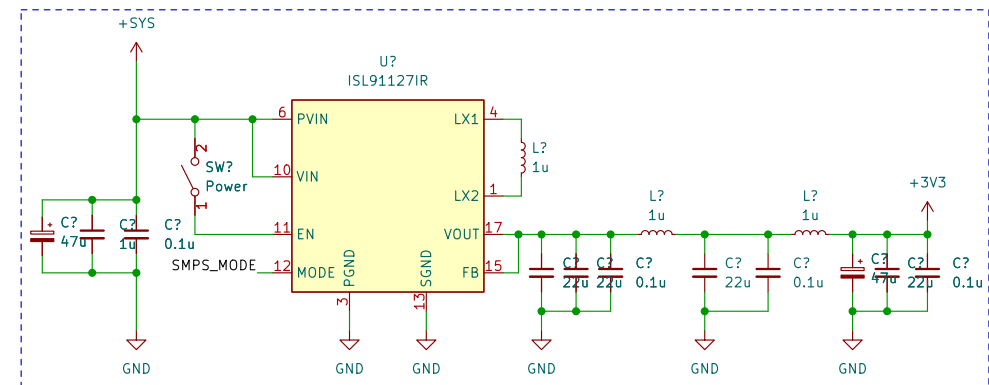 +SYS
U?
ISL91127IR
6
PVIN
LX1
4
2
SW?
Power
1
10
VIN
L?
1u
LX2
1
C?
47u
C?
1u
C?
0.1u
11
EN
VOUT
17
SMPS_MODE
12
MODE
FB
15
PGND
SGND
3
13
L?
1u
L?
1u
+3V3
C?
22u
C?
22u
C?
0.1u
C?
22u
C?
0.1u
+
C?
47u
C?
22u
C?
0.1u
+
GND
GND
GND
GND
GND
GND